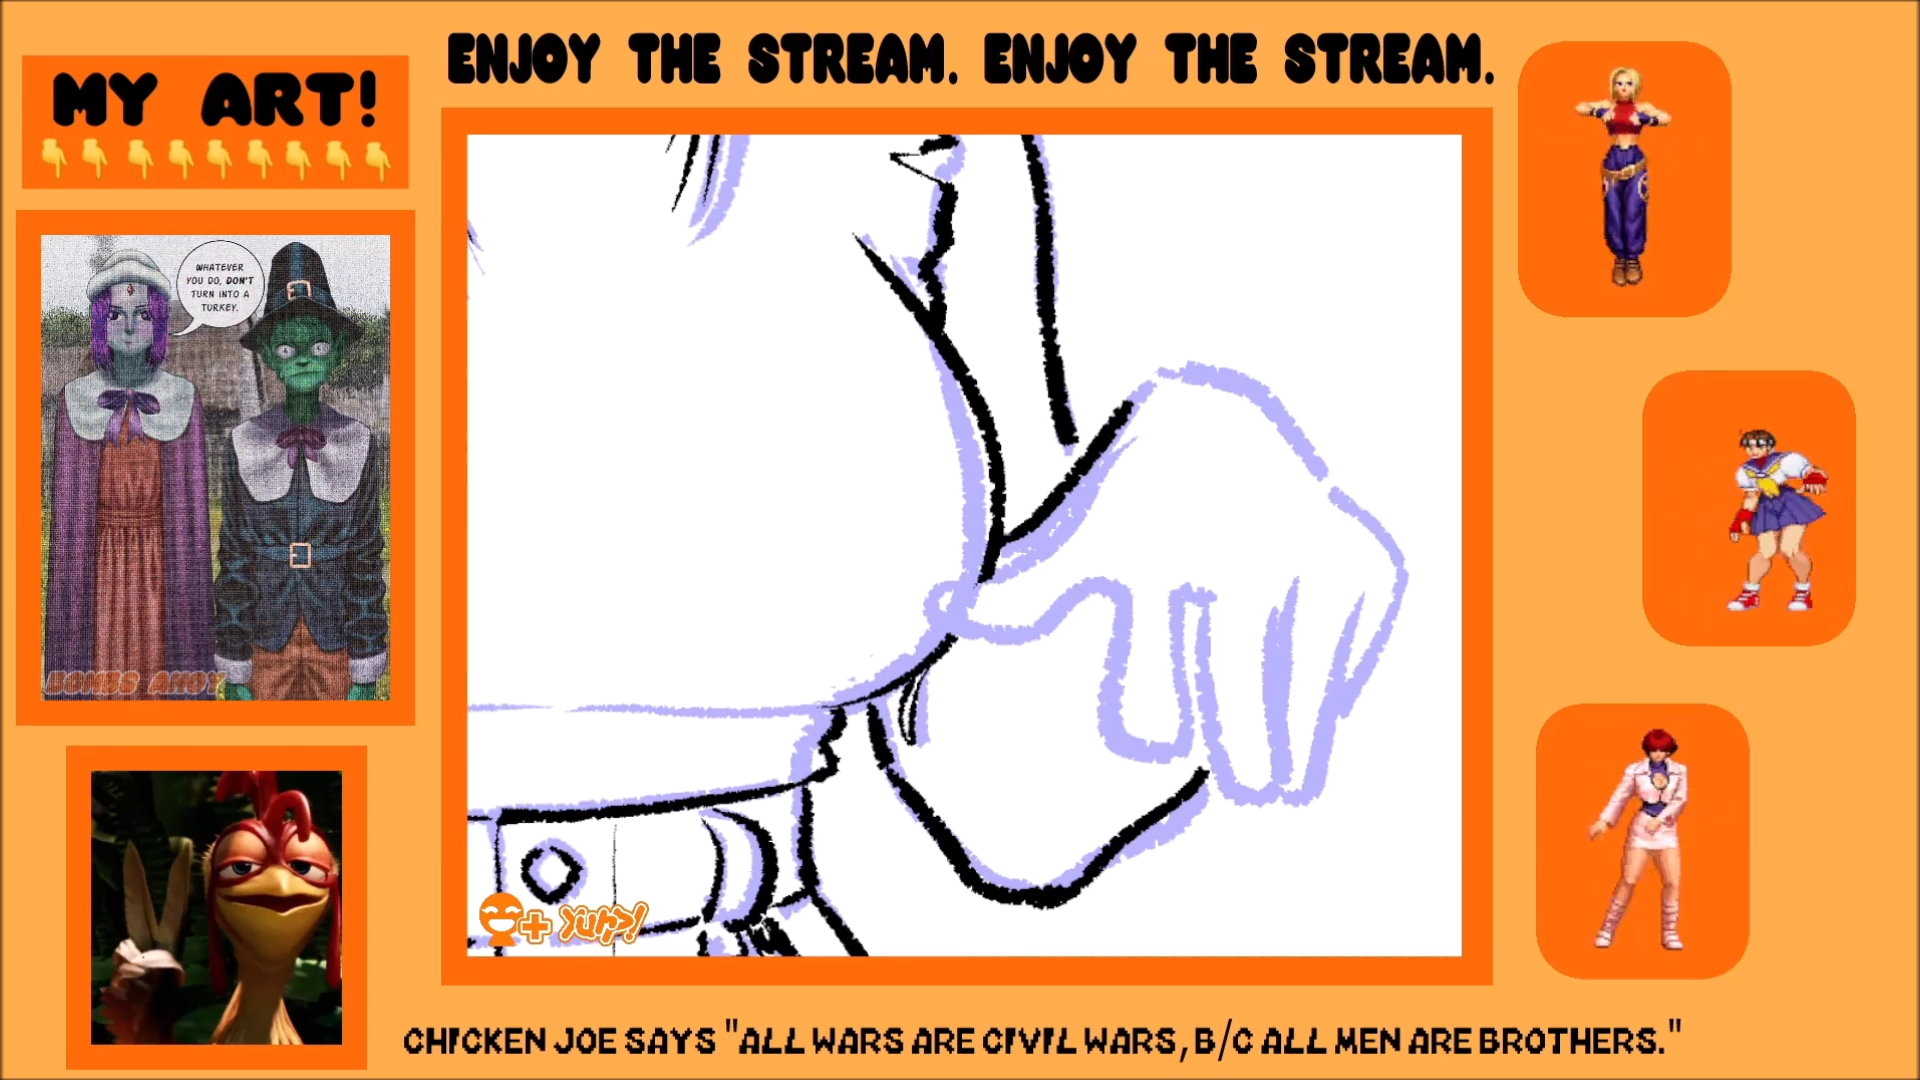 ENJOY THE STREAM. ENJOY THE STREAM.
MY ART!
WHATEVER
YOU DO, DON'T
TURN INTO A
TURKEY.
BOMBS AHOY
+ Yurp!
CHICKEN JOE SAYS "ALL WARS ARE CIVIL WARS, B/C ALL MEN ARE BROTHERS."